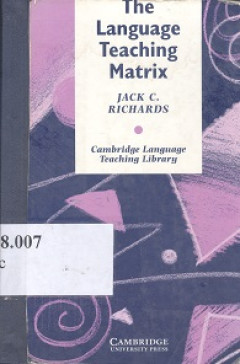 The
Language
Teaching
Matrix
JACK C.
RICHARDS
Cambridge Language
Teaching Library
8.007
c
CAMBRIDGE
UNIVERSITY PRESS